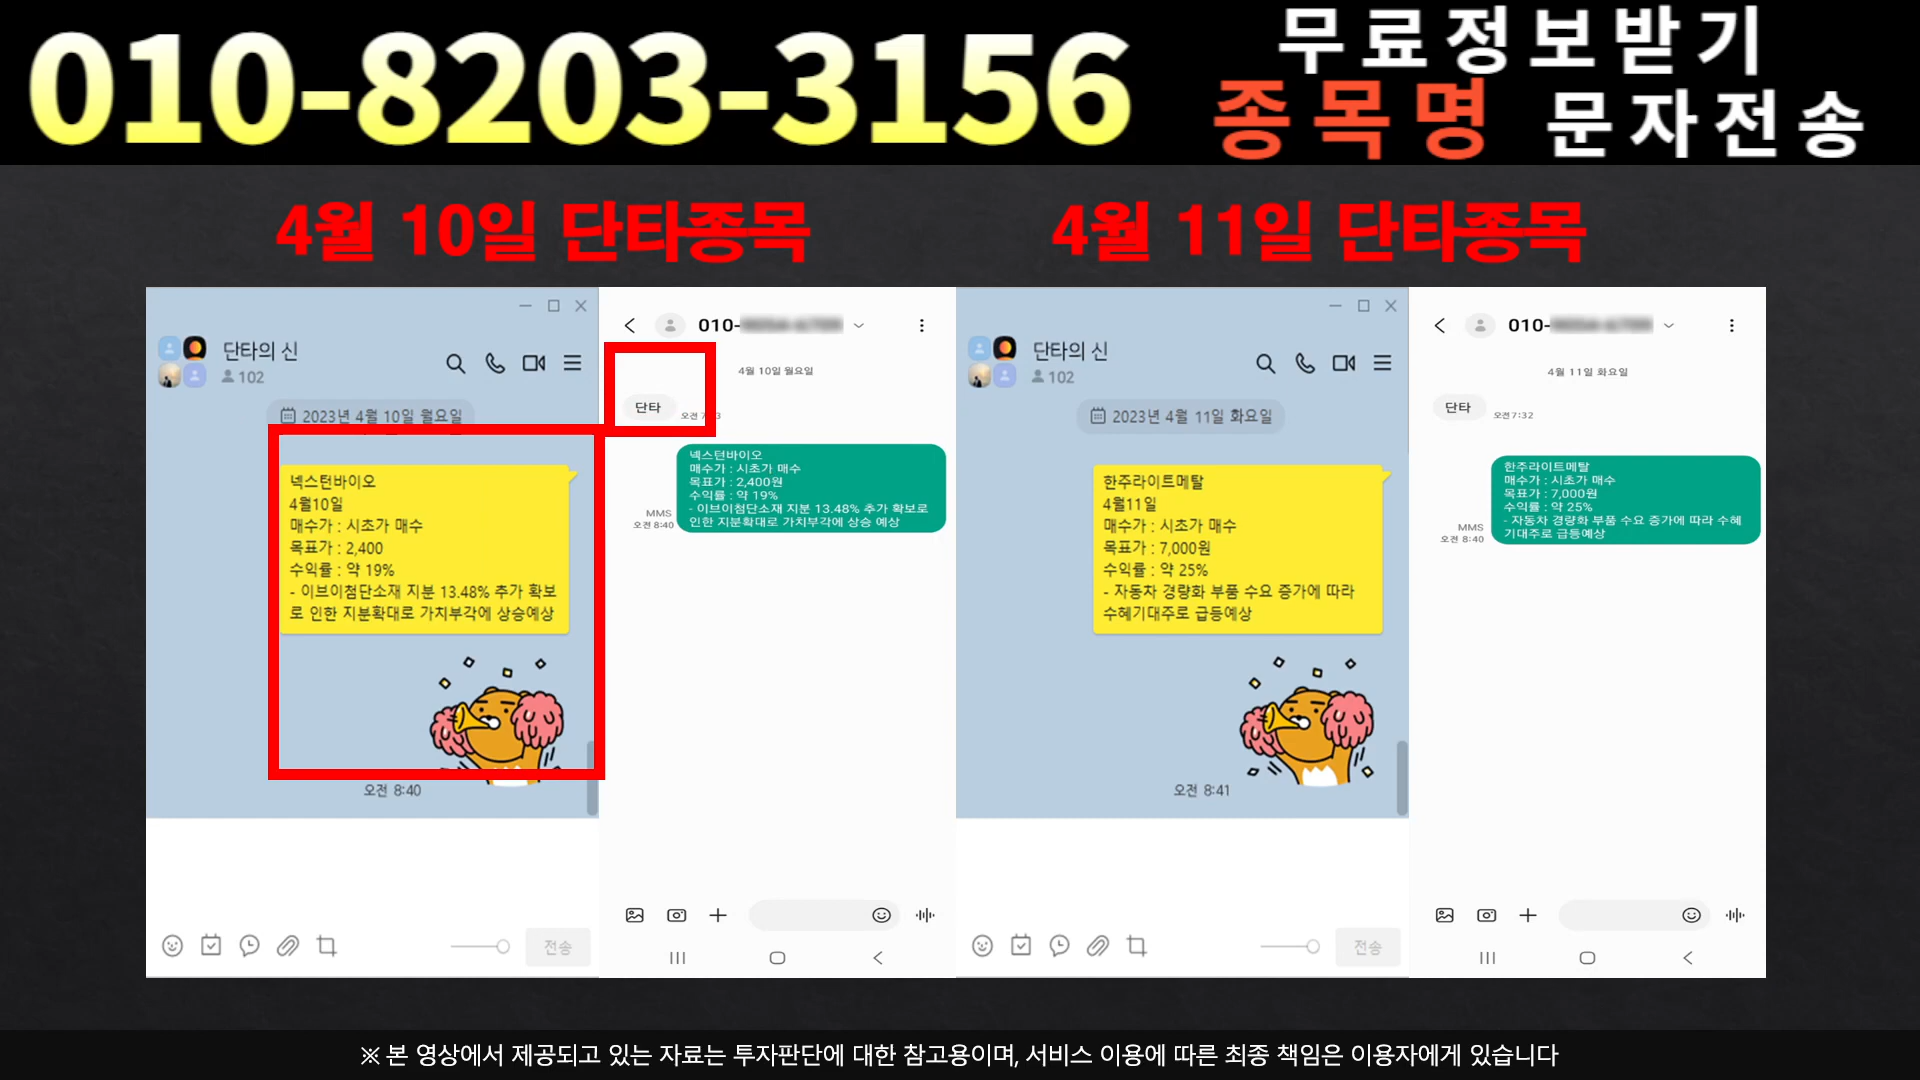 010-8203-3156
무료정보받기
종목명 문자전송
4월 10일 단타종목
4월 11일 단타종목
단타의 신
102
2023년 4월 10일 월요일
넥스턴바이오
4월10일
매수가 : 시초가 매수
목표가 : 2,400
수익률 : 약 19%
- 이브이첨단소재 지분 13.48% 추가 확보
로 인한 지분확대로 가치부각에 상승예상
오전 8:40
전송
010-
4월 10일 월요일
단타
오전 7
3
넥스턴바이오
매수가 : 시초가 매수
목표가 : 2,400원
수익률 : 약 19%
- 이브이첨단소재 지분 13.48% 추가 확보로
인한 지분확대로 가치부각에 상승 예상
MMS
오전 8:40
단타의 신
102
2023년 4월 11일 화요일
한주라이트메탈
4월11일
매수가 : 시초가 매수
목표가 : 7,000원
수익률 : 약 25%
- 자동차 경량화 부품 수요 증가에 따라
수혜기대주로 급등예상
오전 8:41
전송
010-
4월 11일 화요일
단타
오전 7:32
한주라이트메탈
매수가 : 시초가 매수
목표가 : 7,000원
수익률 : 약 25%
- 자동차 경량화 부품 수요 증가에 따라 수혜
기대주로 급등예상
MMS
오전 8:40
※ 본 영상에서 제공되고 있는 자료는 투자판단에 대한 참고용이며, 서비스 이용에 따른 최종 책임은 이용자에게 있습니다